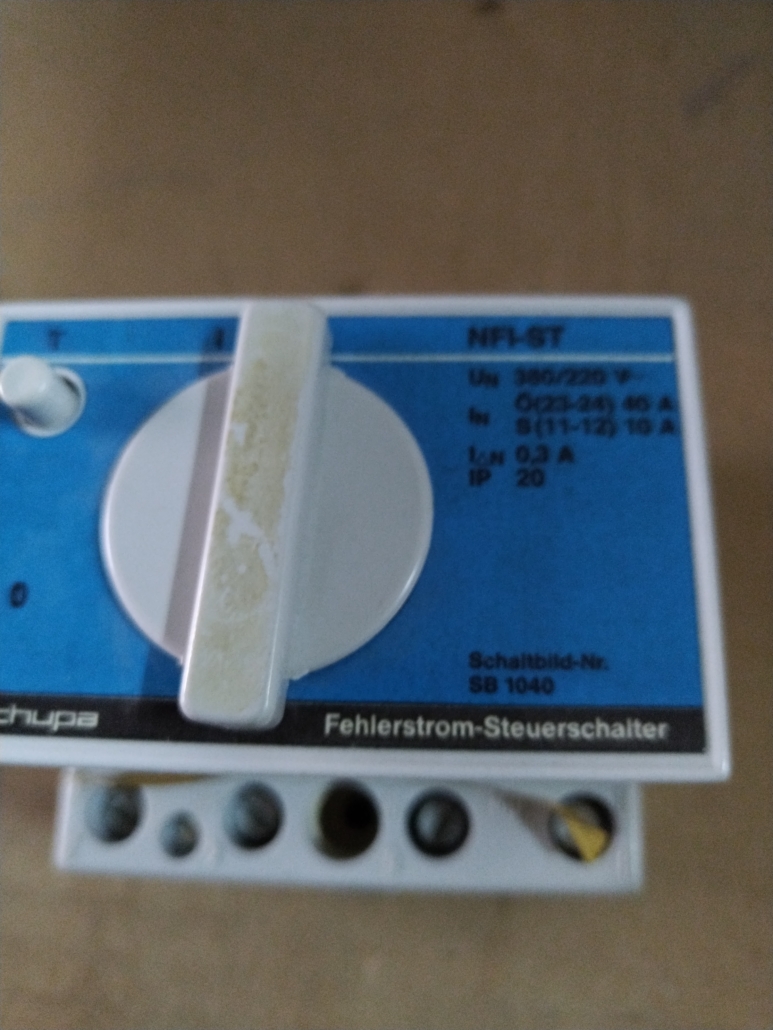 T I NFI-ST
UN 380/220 V~
IN Ö(23-24) 40 A
S(11-12) 10 A
I△N 0,3 A
IP 20
0
Schaltbild-Nr.
SB 1040
chupa Fehlerstrom-Steuerschalter